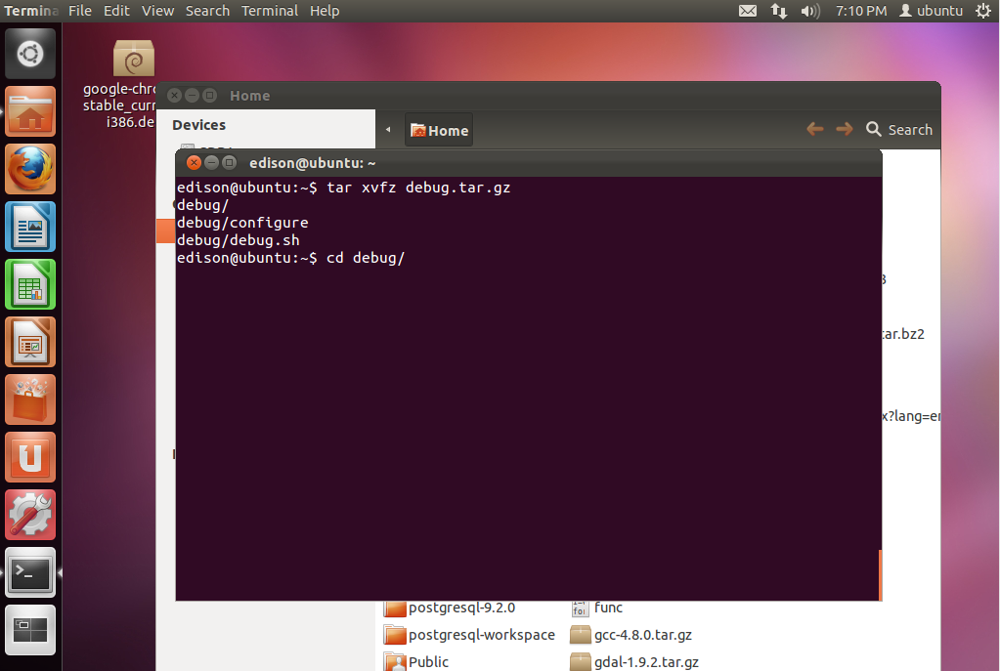 Termina File Edit View Search Terminal Help 7:10 PM ubuntu
google-chro
stable_curr
i386.de
Home
Devices
Home Search
edison@ubuntu: ~
edison@ubuntu:~$ tar xvfz debug.tar.gz
debug/
debug/configure
debug/debug.sh
edison@ubuntu:~$ cd debug/
tar.bz2
x?lang=en
postgresql-9.2.0 func
postgresql-workspace gcc-4.8.0.tar.gz
Public gdal-1.9.2.tar.gz